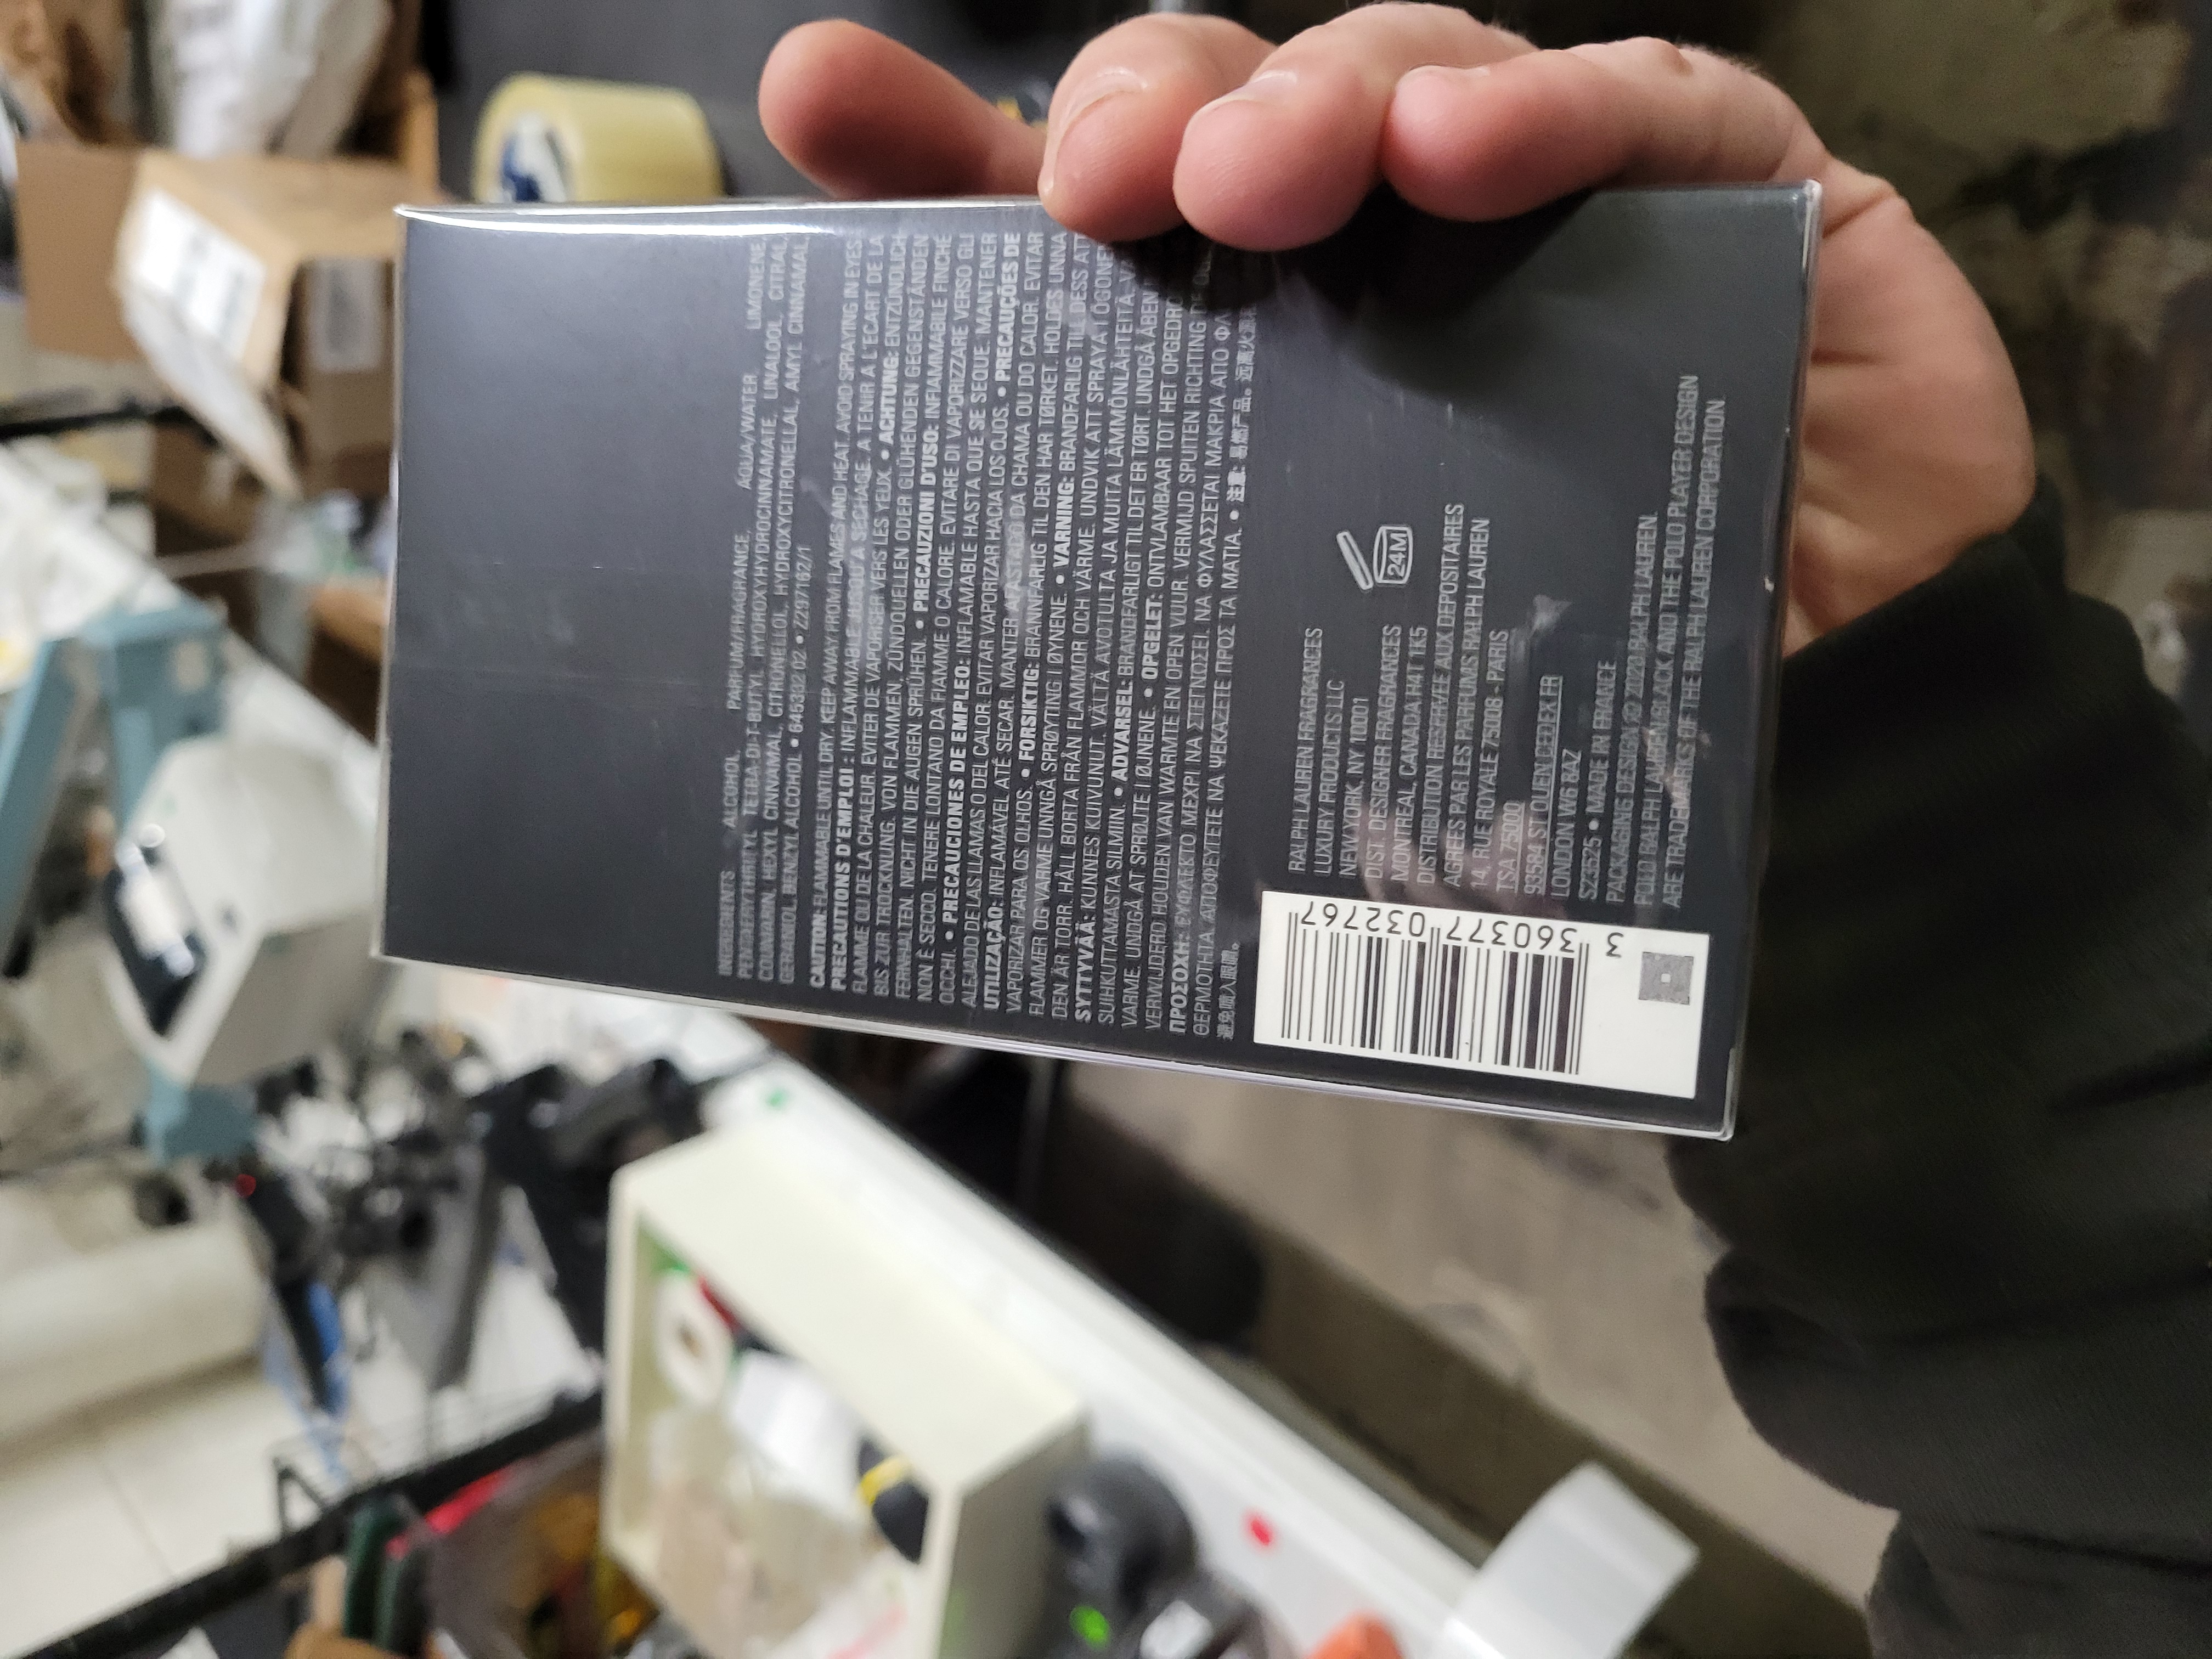 INGREDIENTS ALCOHOL PARFUM/FRAGRANCE, AQUA/WATER LIMONENE,
PENTAERYTHRITYL TETRA-DI-T-BUTYL HYDROXYHYDROCINNAMATE, LINALOOL, CITRAL,
COUMARIN, HEXYL CINNAMAL, CITRONELLOL, HYDROXYCITRONELLAL, AMYL CINNAMAL,
GERANIOL, BENZYL ALCOHOL • 6453332 02 • Z297162/1
CAUTION: FLAMMABLE UNTIL DRY. KEEP AWAY FROM FLAMES AND HEAT. AVOID SPRAYING IN EYES.
PRECAUTIONS D'EMPLOI : INFLAMMABLE JUSQU'A SECHAGE. A TENIR A L'ECART DE LA
FLAMME OU DE LA CHALEUR. EVITER DE VAPORISER VERS LES YEUX. • ACHTUNG: ENTZÜNDLICH
BIS ZUR TROCKNUNG. VON FLAMMEN, ZÜNDQUELLEN ODER GLÜHENDEN GEGENSTÄNDEN
FERNHALTEN. NICHT IN DIE AUGEN SPRÜHEN. • PRECAUZIONI D'USO: INFIAMMABILE FINCHE
NON È SECCO. TENERE LONTANO DA FIAMME O CALORE. EVITARE DI VAPORIZZARE VERSO GLI
OCCHI. • PRECAUCIONES DE EMPLEO: INFLAMABLE HASTA QUE SE SEQUE. MANTENER
ALEJADO DE LAS LLAMAS O DEL CALOR. EVITAR VAPORIZAR HACIA LOS OJOS. • PRECAUÇÕES DE
UTILIZAÇÃO: INFLAMÁVEL ATÉ SECAR. MANTER AFASTADO DA CHAMA OU DO CALOR. EVITAR
VAPORIZAR PARA OS OLHOS. • FORSIKTIG: BRANNFARLIG TIL DEN HAR TØRKET. HOLDES UNNA
FLAMMER OG VARME UNNGÅ SPRØYTING I ØYNENE. • VARNING: BRANDFARLIG TILLDESS ATT
DEN ÄR TORR. HÅLL BORTA FRÅN FLAMMOR OCH VÄRME. UNDVIK ATT SPRAYA I ÖGONEN.
SYTTYVÄÄ: KUNNES KUIVUNUT. VÄLTÄ AVOTULTA JA MUITA LÄMMÖNLÄHTEITÄ.
SUIHKUTTAMASTA SILMIIN. • ADVARSEL: BRANDFARLIGT TIL DET ER TØRT. UNDGÅ ÅBEN
VARME. UNDGÅ AT SPRØJTE I ØJNENE. • OPGELET: ONTVLAMBAAR TOT HET OPGEDROOGD
VERWIJDERD HOUDEN VAN WARMTE EN OPEN VUUR. VERMIJD SPUITEN RICHTING DE
ΠΡΟΣΟΧΗ: ΕΥΦΛΕΚΤΟ ΜΕΧΡΙ ΝΑ ΣΤΕΓΝΩΣΕΙ. ΝΑ ΦΥΛΑΣΣΕΤΑΙ ΜΑΚΡΙΑ ΑΠΟ
ΘΕΡΜΟΤΗΤΑ ΑΠΟΦΕΥΓΕΤΕ ΝΑ ΨΕΚΑΖΕΤΕ ΠΡΟΣ ΤΑ ΜΑΤΙΑ. • 注意: 易燃产品。远离火源
避免喷入眼睛。
24M
RALPH LAUREN FRAGRANCES
LUXURY PRODUCTS LLC
NEW YORK, NY 10001
DIST. DESIGNER FRAGRANCES
MONTREAL, CANADA H4T 1K5
DISTRIBUTION RESERVEE AUX DEPOSITAIRES
AGREES PAR LES PARFUMS RALPH LAUREN
14, RUE ROYALE 75008 - PARIS
TSA 75000
93584 ST OUEN CEDEX FR
LONDON W6 8AZ
S23525 • MADE IN FRANCE
PACKAGING DESIGN © 2020 RALPH LAUREN.
POLO RALPH LAUREN BLACK AND THE POLO PLAYER DESIGN
ARE TRADEMARKS OF THE RALPH LAUREN CORPORATION
3 360377 032767